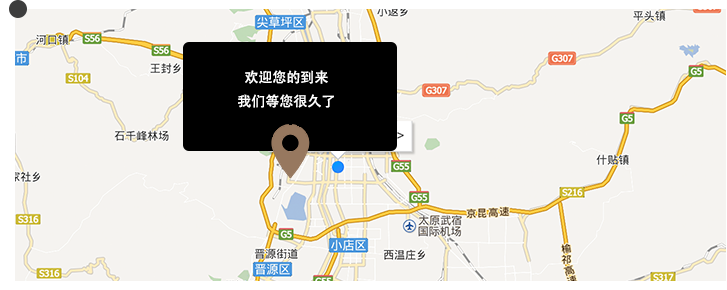 尖草坪区
小返乡
平头镇
河口镇
S56
S56
市
王封乡
S104
G307
G307
G5
欢迎您的到来
我们等您很久了
G5
石千峰林场
>
什贴镇
G55
家社乡
S216
G55
S316
京昆高速
太原武宿
国际机场
G5
小店区
晋源街道
西温庄乡
榆祁高速
晋源区
S316
S317